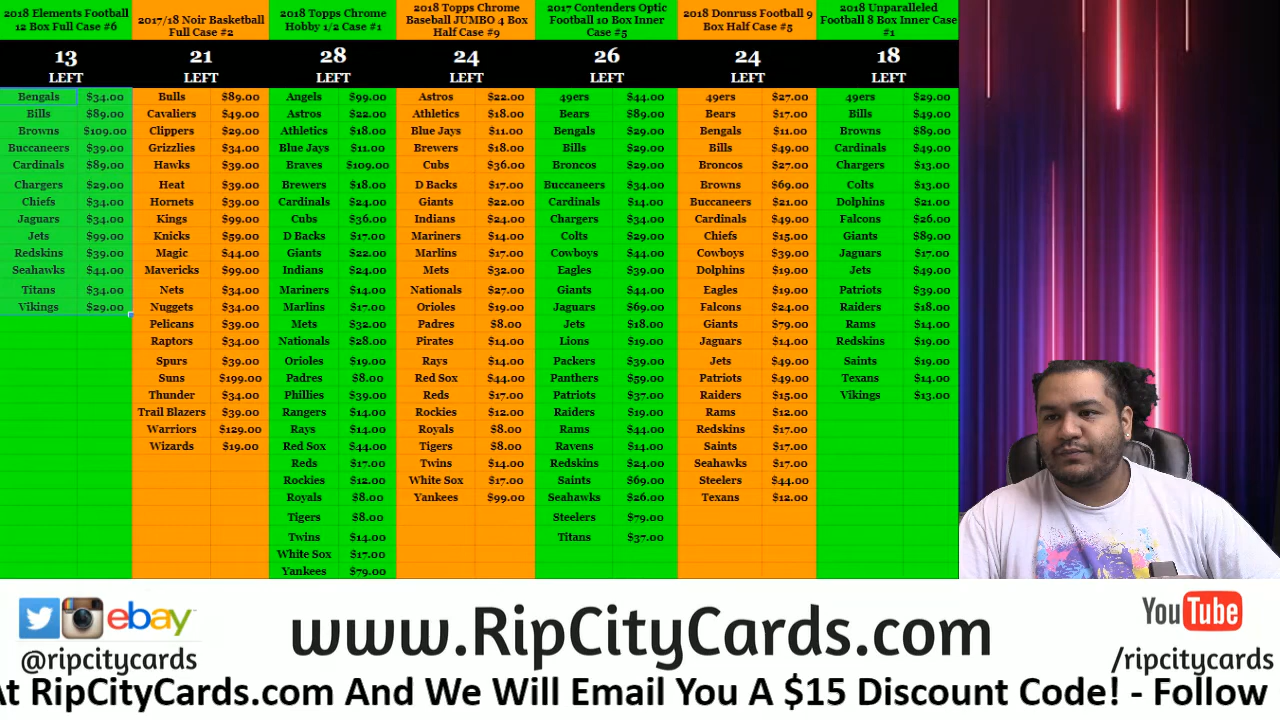 2018 Elements Football
12 Box Full Case #6
13
LEFT
Bengals $34.00
Bills $89.00
Browns $109.00
Buccaneers $39.00
Cardinals $89.00
Chargers $29.00
Chiefs $34.00
Jaguars $34.00
Jets $99.00
Redskins $39.00
Seahawks $44.00
Titans $34.00
Vikings $29.00
2017/18 Noir Basketball
Full Case #2
21
LEFT
Bulls $89.00
Cavaliers $49.00
Clippers $29.00
Grizzlies $34.00
Hawks $39.00
Heat $39.00
Hornets $39.00
Kings $99.00
Knicks $59.00
Magic $44.00
Mavericks $99.00
Nets $34.00
Nuggets $34.00
Pelicans $39.00
Raptors $34.00
Spurs $39.00
Suns $199.00
Thunder $34.00
Trail Blazers $39.00
Warriors $129.00
Wizards $19.00
2018 Topps Chrome
Hobby 1/2 Case #1
28
LEFT
Angels $99.00
Astros $22.00
Athletics $18.00
Blue Jays $11.00
Braves $109.00
Brewers $18.00
Cardinals $24.00
Cubs $36.00
D Backs $17.00
Giants $22.00
Indians $24.00
Mariners $14.00
Marlins $17.00
Mets $32.00
Nationals $28.00
Orioles $19.00
Padres $8.00
Phillies $39.00
Rangers $14.00
Rays $14.00
Red Sox $44.00
Reds $17.00
Rockies $12.00
Royals $8.00
Tigers $8.00
Twins $14.00
White Sox $17.00
Yankees $79.00
2018 Topps Chrome
Baseball JUMBO 4 Box
Half Case #9
24
LEFT
Astros $22.00
Athletics $18.00
Blue Jays $11.00
Brewers $18.00
Cubs $36.00
D Backs $17.00
Giants $22.00
Indians $24.00
Mariners $14.00
Marlins $17.00
Mets $32.00
Nationals $27.00
Orioles $19.00
Padres $8.00
Pirates $14.00
Rays $14.00
Red Sox $44.00
Reds $17.00
Rockies $12.00
Royals $8.00
Tigers $8.00
Twins $14.00
White Sox $17.00
Yankees $99.00
2017 Contenders Optic
Football 10 Box Inner
Case #5
26
LEFT
49ers $44.00
Bears $89.00
Bengals $29.00
Bills $29.00
Broncos $29.00
Buccaneers $34.00
Cardinals $14.00
Chargers $34.00
Colts $29.00
Cowboys $44.00
Eagles $39.00
Giants $44.00
Jaguars $69.00
Jets $18.00
Lions $19.00
Packers $39.00
Panthers $59.00
Patriots $37.00
Raiders $19.00
Rams $44.00
Ravens $14.00
Redskins $24.00
Saints $69.00
Seahawks $26.00
Steelers $79.00
Titans $37.00
2018 Donruss Football 9
Box Half Case #5
24
LEFT
49ers $27.00
Bears $17.00
Bengals $11.00
Bills $49.00
Broncos $27.00
Browns $69.00
Buccaneers $21.00
Cardinals $49.00
Chiefs $15.00
Cowboys $39.00
Dolphins $19.00
Eagles $19.00
Falcons $24.00
Giants $79.00
Jaguars $14.00
Jets $49.00
Patriots $49.00
Raiders $15.00
Rams $12.00
Redskins $17.00
Saints $17.00
Seahawks $17.00
Steelers $44.00
Texans $12.00
2018 Unparalleled
Football 8 Box Inner Case
#1
18
LEFT
49ers $29.00
Bills $49.00
Browns $89.00
Cardinals $49.00
Chargers $13.00
Colts $13.00
Dolphins $21.00
Falcons $26.00
Giants $89.00
Jaguars $17.00
Jets $49.00
Patriots $39.00
Raiders $18.00
Rams $14.00
Redskins $19.00
Saints $19.00
Texans $14.00
Vikings $13.00
ebay
@ripcitycards
www.RipCityCards.com
YouTube
/ripcitycards
At RipCityCards.com And We Will Email You A $15 Discount Code! - Follow